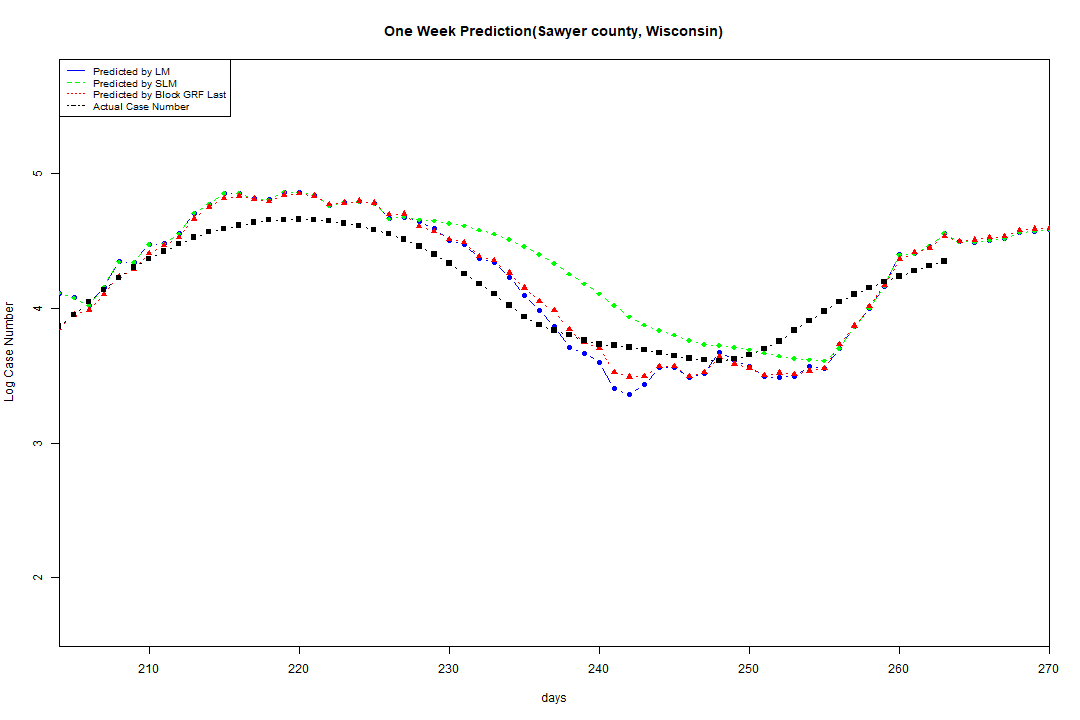 One Week Prediction(Sawyer county, Wisconsin)
Predicted by LM
Predicted by SLM
Predicted by Block GRF Last
Actual Case Number
5
4
3
2
Log Case Number
210 220 230 240 250 260 270
days